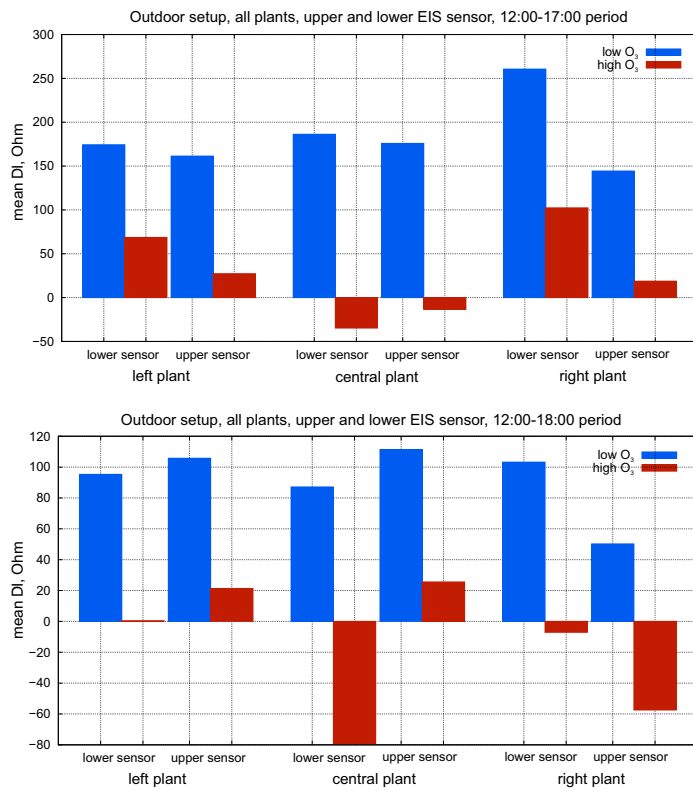 Outdoor setup, all plants, upper and lower EIS sensor, 12:00-17:00 period
300
250
200
150
100
50
0
−50
mean DI, Ohm
low O₃
high O₃
lower sensor upper sensor lower sensor upper sensor lower sensor upper sensor
left plant central plant right plant
Outdoor setup, all plants, upper and lower EIS sensor, 12:00-18:00 period
120
100
80
60
40
20
0
−20
−40
−60
−80
mean DI, Ohm
low O₃
high O₃
lower sensor upper sensor lower sensor upper sensor lower sensor upper sensor
left plant central plant right plant